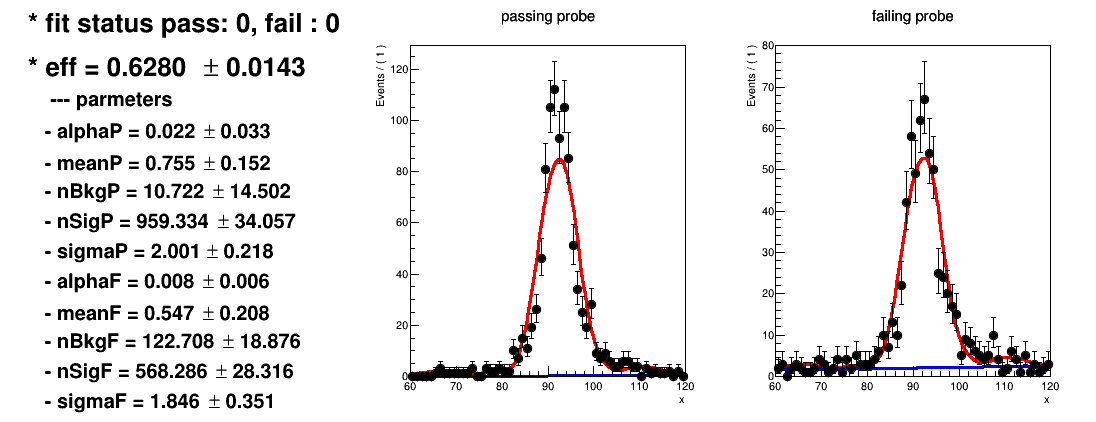 * fit status pass: 0, fail : 0
* eff = 0.6280 ± 0.0143
--- parmeters
- alphaP = 0.022 ± 0.033
- meanP = 0.755 ± 0.152
- nBkgP = 10.722 ± 14.502
- nSigP = 959.334 ± 34.057
- sigmaP = 2.001 ± 0.218
- alphaF = 0.008 ± 0.006
- meanF = 0.547 ± 0.208
- nBkgF = 122.708 ± 18.876
- nSigF = 568.286 ± 28.316
- sigmaF = 1.846 ± 0.351
passing probe
Events / ( 1 )
120
100
80
60
40
20
0
60 70 80 90 100 110 120
x
failing probe
Events / ( 1 )
80
70
60
50
40
30
20
10
0
60 70 80 90 100 110 120
x